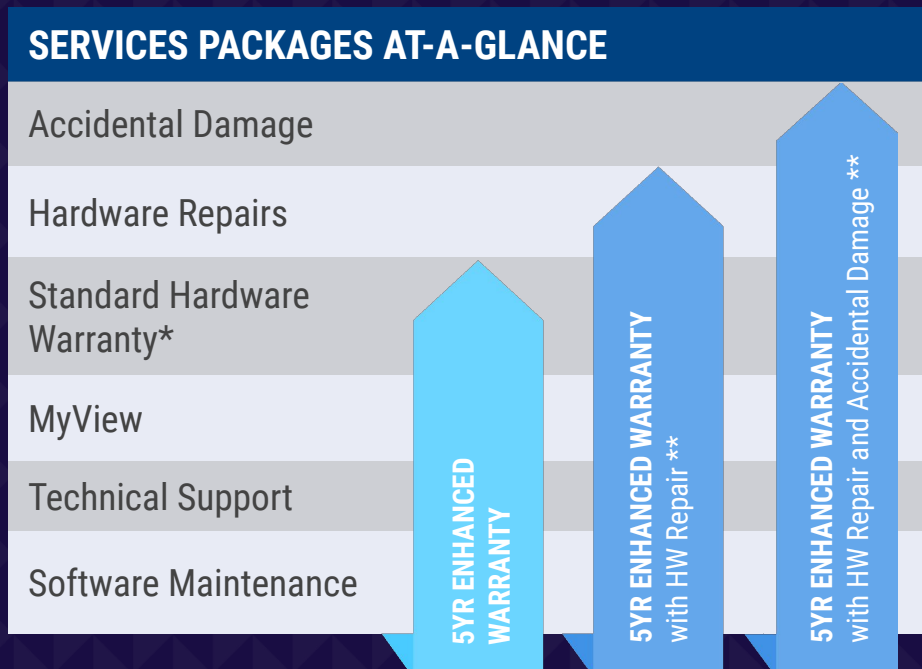 SERVICES PACKAGES AT-A-GLANCE
Accidental Damage
Hardware Repairs
Standard Hardware
Warranty*
MyView
Technical Support
Software Maintenance
5YR ENHANCED
WARRANTY
5YR ENHANCED WARRANTY
with HW Repair **
5YR ENHANCED WARRANTY
with HW Repair and Accidental Damage **